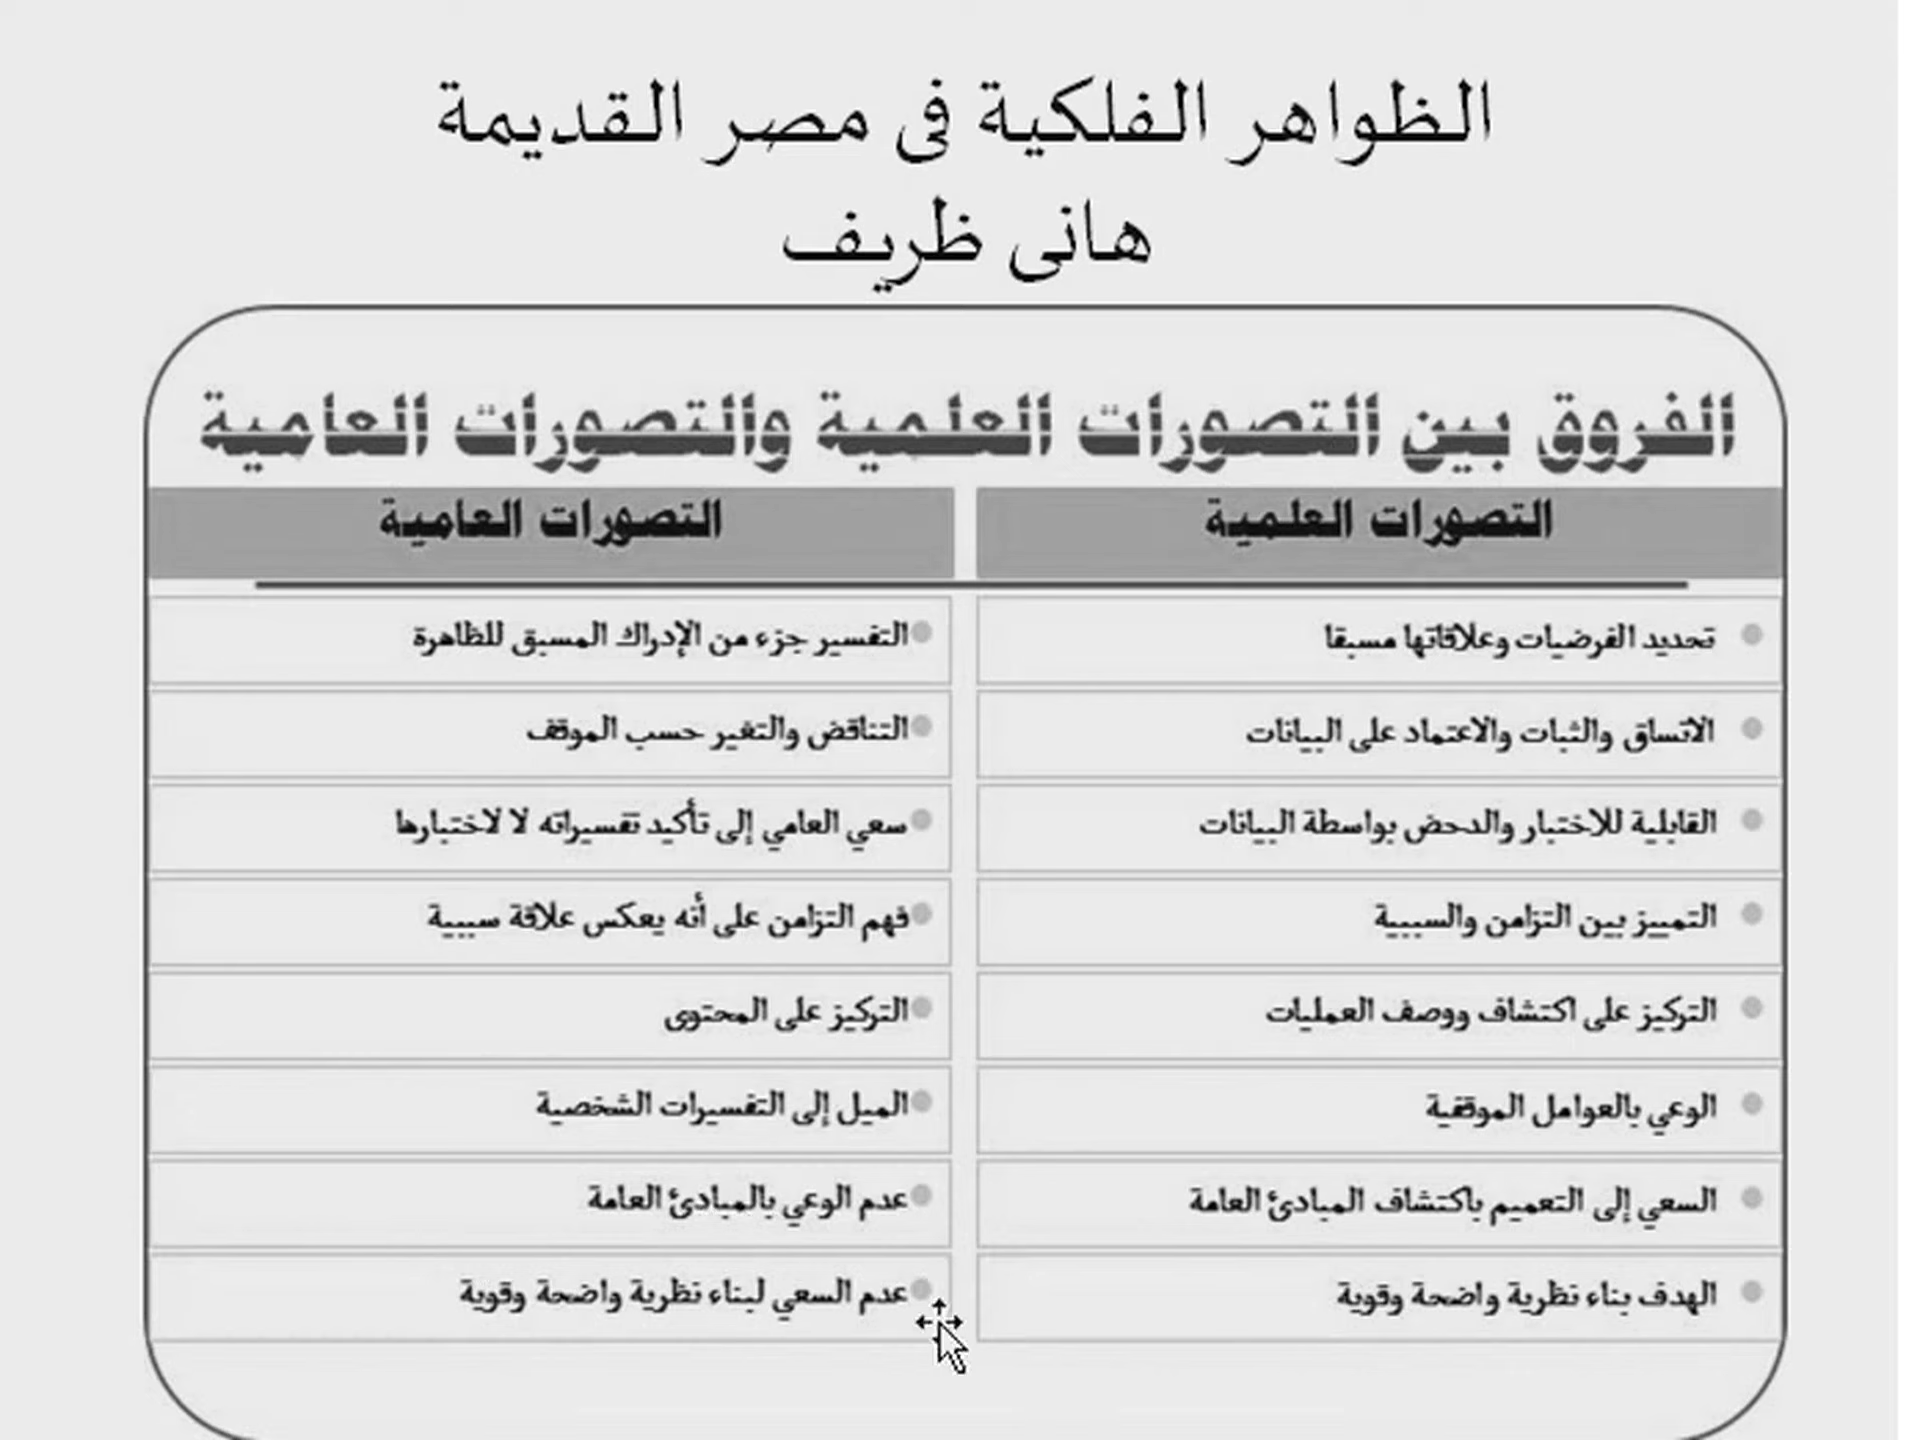 الظواهر الفلكية فى مصر القديمة
هانى ظريف
الفروق بين التصورات العلمية والتصورات العامية
التصورات العلمية
التصورات العامية
تحديد الفرضيات وعلاقاتها مسبقا
التفسير جزء من الإدراك المسبق للظاهرة
الاتساق والثبات والاعتماد على البيانات
التناقض والتغير حسب الموقف
القابلية للاختبار والدحض بواسطة البيانات
سعي العامي إلى تأكيد تفسيراته لا لاختبارها
التمييز بين التزامن والسببية
فهم التزامن على أنه يعكس علاقة سببية
التركيز على اكتشاف ووصف العمليات
التركيز على المحتوى
الوعي بالعوامل الموقفية
الميل إلى التفسيرات الشخصية
السعي إلى التعميم باكتشاف المبادئ العامة
عدم الوعي بالمبادئ العامة
الهدف بناء نظرية واضحة وقوية
عدم السعي لبناء نظرية واضحة وقوية